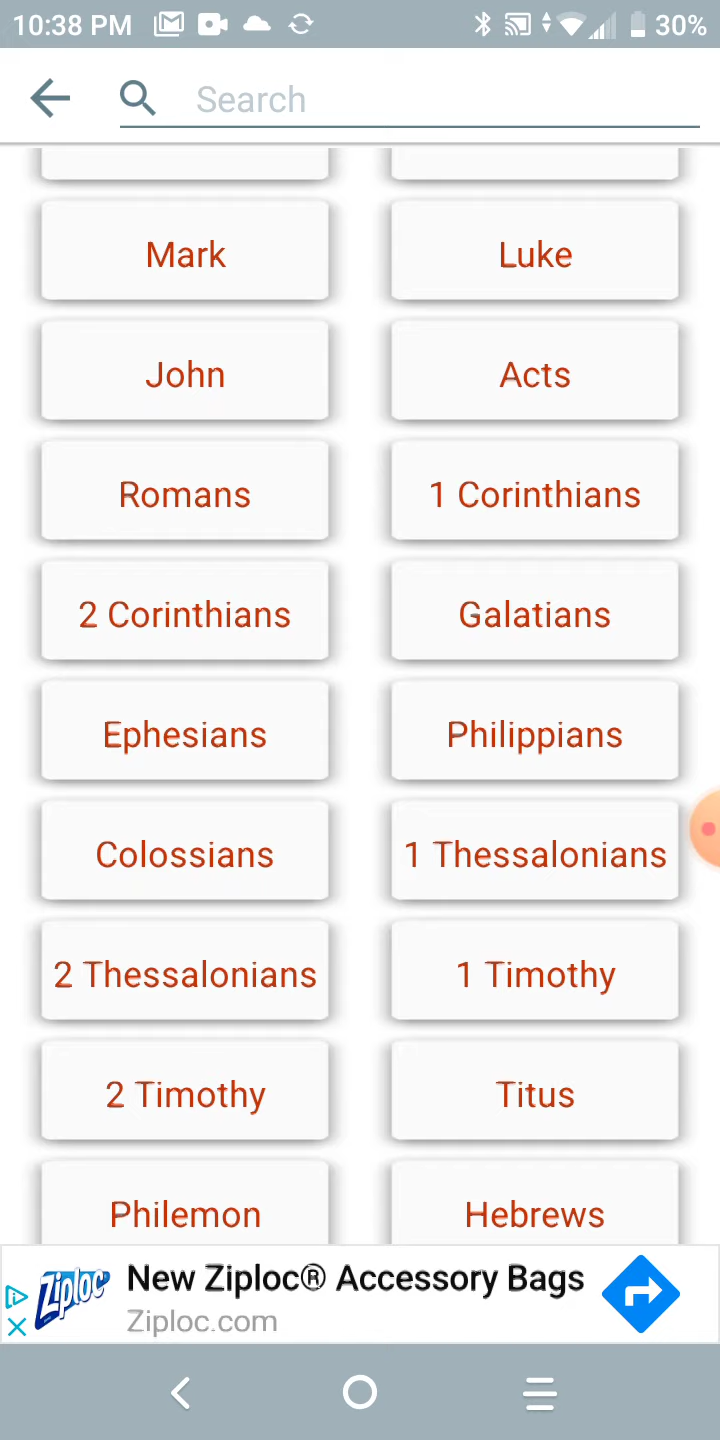 10:38 PM 30%
Search
Mark Luke
John Acts
Romans 1 Corinthians
2 Corinthians Galatians
Ephesians Philippians
Colossians 1 Thessalonians
2 Thessalonians 1 Timothy
2 Timothy Titus
Philemon Hebrews
Ziploc New Ziploc® Accessory Bags
Ziploc.com